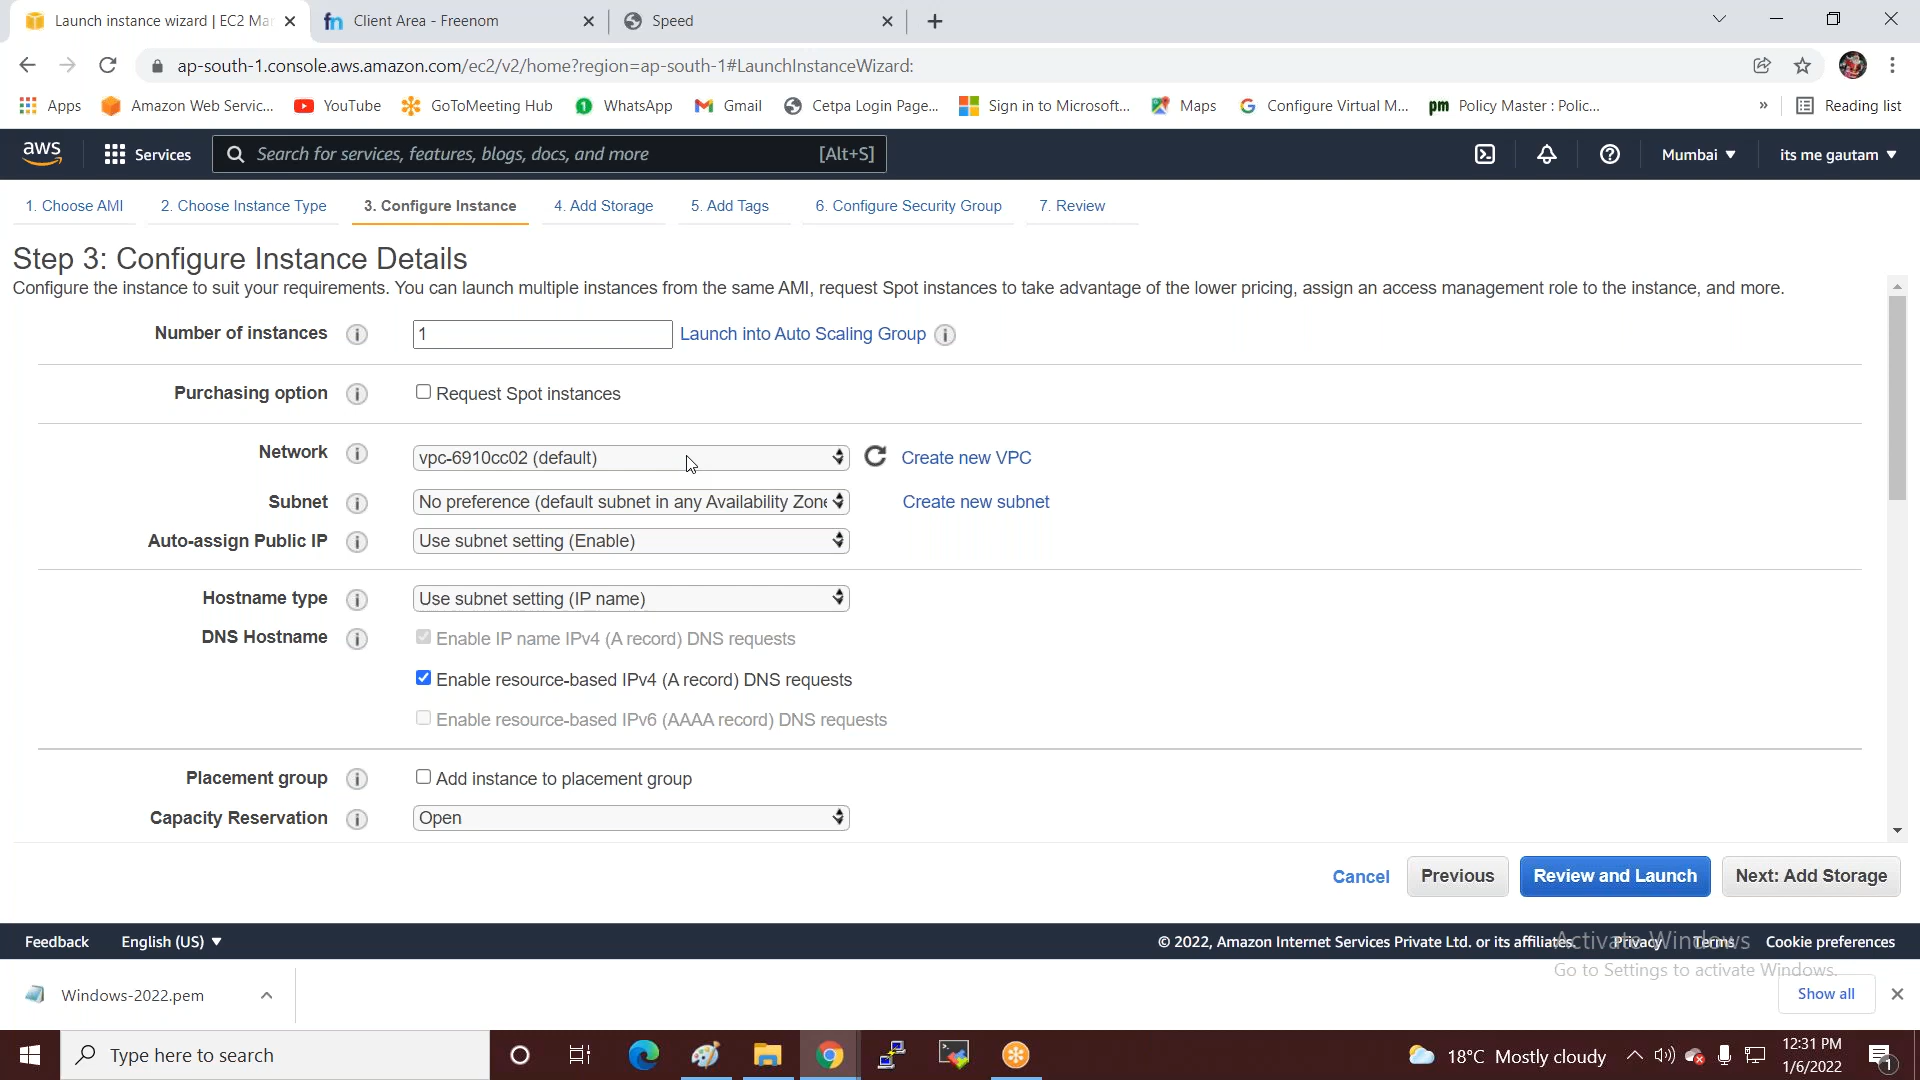 Launch instance wizard | EC2 Mar
Client Area - Freenom
Speed
ap-south-1.console.aws.amazon.com/ec2/v2/home?region=ap-south-1#LaunchInstanceWizard:
Apps
Amazon Web Servic...
YouTube
GoToMeeting Hub
WhatsApp
Gmail
Cetpa Login Page...
Sign in to Microsoft...
Maps
Configure Virtual M...
pm Policy Master : Polic...
»
Reading list
aws
Services
Search for services, features, blogs, docs, and more
[Alt+S]
Mumbai ▼
its me gautam ▼
1. Choose AMI
2. Choose Instance Type
3. Configure Instance
4. Add Storage
5. Add Tags
6. Configure Security Group
7. Review
Step 3: Configure Instance Details
Configure the instance to suit your requirements. You can launch multiple instances from the same AMI, request Spot instances to take advantage of the lower pricing, assign an access management role to the instance, and more.
Number of instances
1
Launch into Auto Scaling Group
Purchasing option
Request Spot instances
Network
vpc-6910cc02 (default)
Create new VPC
Subnet
No preference (default subnet in any Availability Zone
Create new subnet
Auto-assign Public IP
Use subnet setting (Enable)
Hostname type
Use subnet setting (IP name)
DNS Hostname
Enable IP name IPv4 (A record) DNS requests
Enable resource-based IPv4 (A record) DNS requests
Enable resource-based IPv6 (AAAA record) DNS requests
Placement group
Add instance to placement group
Capacity Reservation
Open
Cancel
Previous
Review and Launch
Next: Add Storage
Feedback
English (US) ▼
© 2022, Amazon Internet Services Private Ltd. or its affiliates.
Privacy
Terms
Cookie preferences
Activate Windows
Go to Settings to activate Windows.
Windows-2022.pem
Show all
Type here to search
18°C Mostly cloudy
12:31 PM
1/6/2022
1